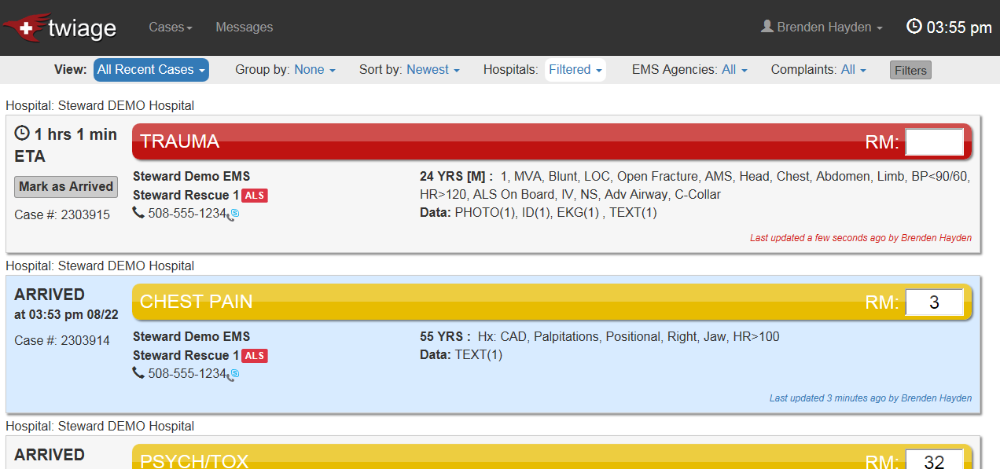 twiage Cases Messages Brenden Hayden 03:55 pm
View: All Recent Cases Group by: None Sort by: Newest Hospitals: Filtered EMS Agencies: All Complaints: All Filters
Hospital: Steward DEMO Hospital
1 hrs 1 min
ETA
Mark as Arrived
Case #: 2303915
TRAUMA RM:
Steward Demo EMS
Steward Rescue 1 ALS
508-555-1234
24 YRS [M] : 1, MVA, Blunt, LOC, Open Fracture, AMS, Head, Chest, Abdomen, Limb, BP<90/60,
HR>120, ALS On Board, IV, NS, Adv Airway, C-Collar
Data: PHOTO(1), ID(1), EKG(1) , TEXT(1)
Last updated a few seconds ago by Brenden Hayden
Hospital: Steward DEMO Hospital
ARRIVED
at 03:53 pm 08/22
Case #: 2303914
CHEST PAIN RM: 3
Steward Demo EMS
Steward Rescue 1 ALS
508-555-1234
55 YRS : Hx: CAD, Palpitations, Positional, Right, Jaw, HR>100
Data: TEXT(1)
Last updated 3 minutes ago by Brenden Hayden
Hospital: Steward DEMO Hospital
ARRIVED
PSYCH/TOX RM: 32